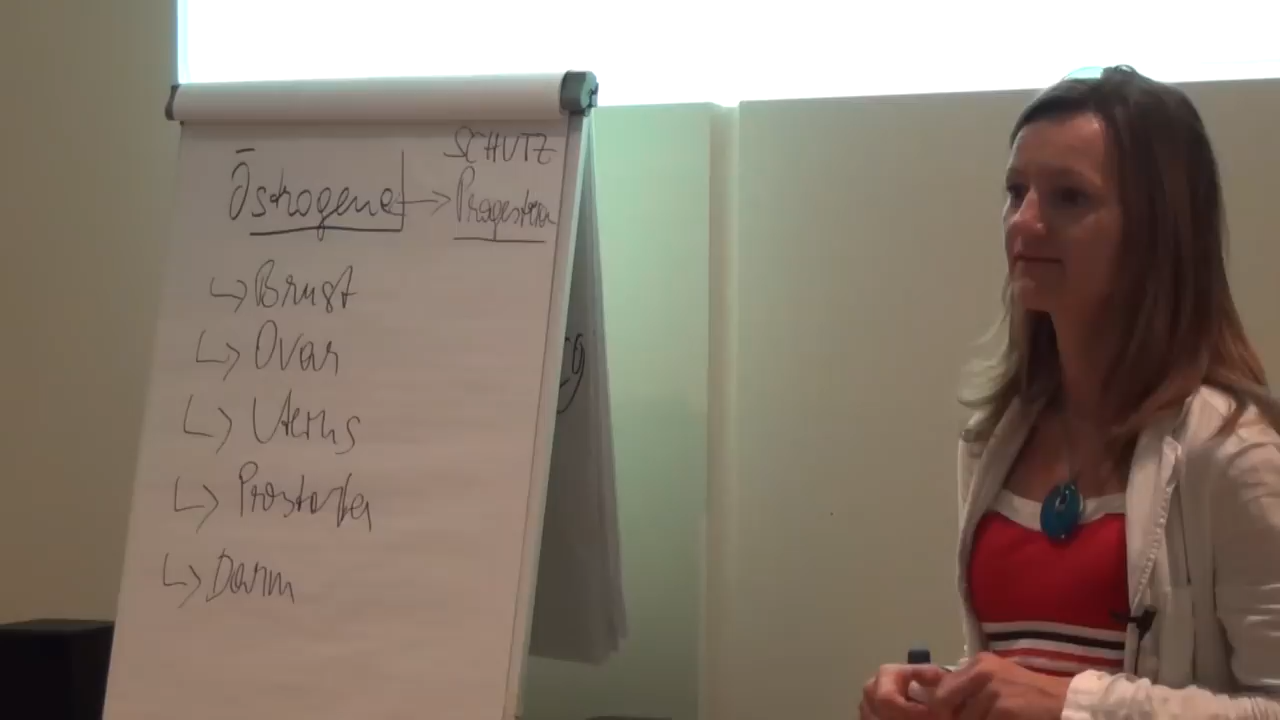 SCHUTZ
Östrogene → Progesteron
↳ Brust
↳ Ovar
↳ Uterus
↳ Prostata
↳ Darm